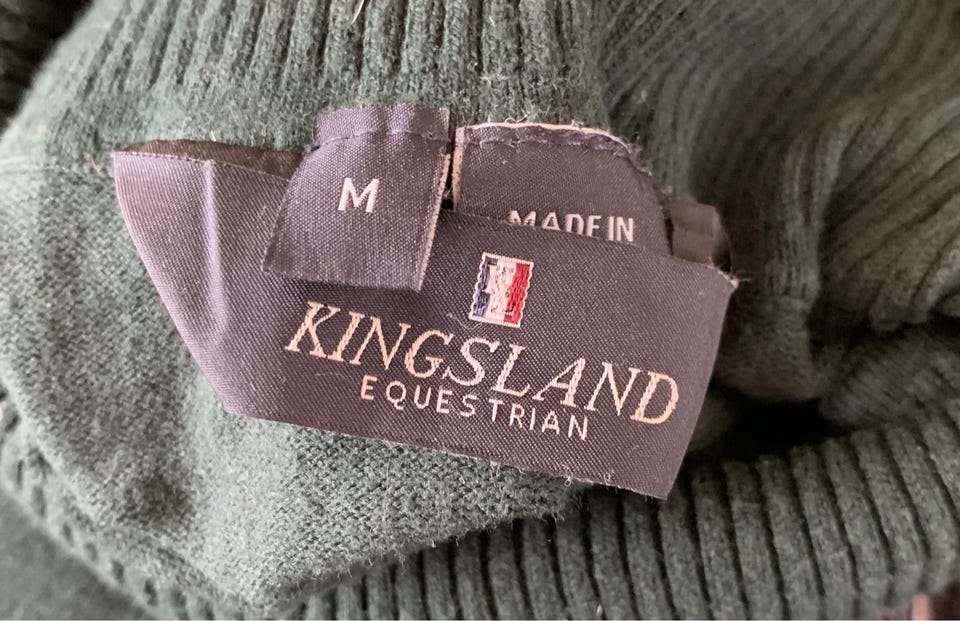 M
MADE IN
KINGSLAND
EQUESTRIAN